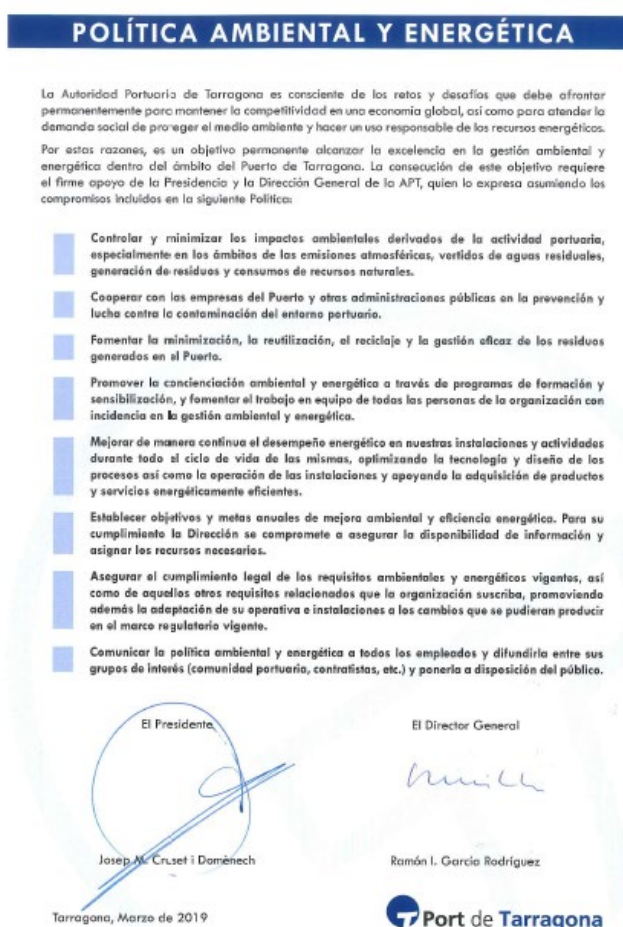 POLÍTICA AMBIENTAL Y ENERGÉTICA
La Autoridad Portuaria de Tarragona es consciente de los retos y desafíos que debe afrontar
permanentemente para mantener la competitividad en una economía global, así como para atender la
demanda social de proteger el medio ambiente y hacer un uso responsable de los recursos energéticos.
Por estas razones, es un objetivo permanente alcanzar la excelencia en la gestión ambiental y
energética dentro del ámbito del Puerto de Tarragona. La consecución de este objetivo requiere
el firme apoyo de la Presidencia y la Dirección General de la APT, quien lo expresa asumiendo los
compromisos incluidos en la siguiente Política:
Controlar y minimizar los impactos ambientales derivados de la actividad portuaria,
especialmente en los ámbitos de las emisiones atmosféricas, vertidos de aguas residuales,
generación de residuos y consumos de recursos naturales.
Cooperar con las empresas del Puerto y otras administraciones públicas en la prevención y
lucha contra la contaminación del entorno portuario.
Fomentar la minimización, la reutilización, el reciclaje y la gestión eficaz de los residuos
generados en el Puerto.
Promover la concienciación ambiental y energética a través de programas de formación y
sensibilización, y fomentar el trabajo en equipo de todas las personas de la organización con
incidencia en la gestión ambiental y energética.
Mejorar de manera continua el desempeño energético en nuestras instalaciones y actividades
durante todo el ciclo de vida de las mismas, optimizando la tecnología y diseño de los
procesos así como la operación de las instalaciones y apoyando la adquisición de productos
y servicios energéticamente eficientes.
Establecer objetivos y metas anuales de mejora ambiental y eficiencia energética. Para su
cumplimiento la Dirección se compromete a asegurar la disponibilidad de información y
asignar los recursos necesarios.
Asegurar el cumplimiento legal de los requisitos ambientales y energéticos vigentes, así
como de aquellos otros requisitos relacionados que la organización suscriba, promoviendo
además la adaptación de su operativa e instalaciones a los cambios que se pudieran producir
en el marco regulatorio vigente.
Comunicar la política ambiental y energética a todos los empleados y difundirla entre sus
grupos de interés (comunidad portuaria, contratistas, etc.) y ponerla a disposición del público.
El Presidente
El Director General
Josep M. Cruset i Domènech
Ramón I. García Rodríguez
Tarragona, Marzo de 2019
Port de Tarragona